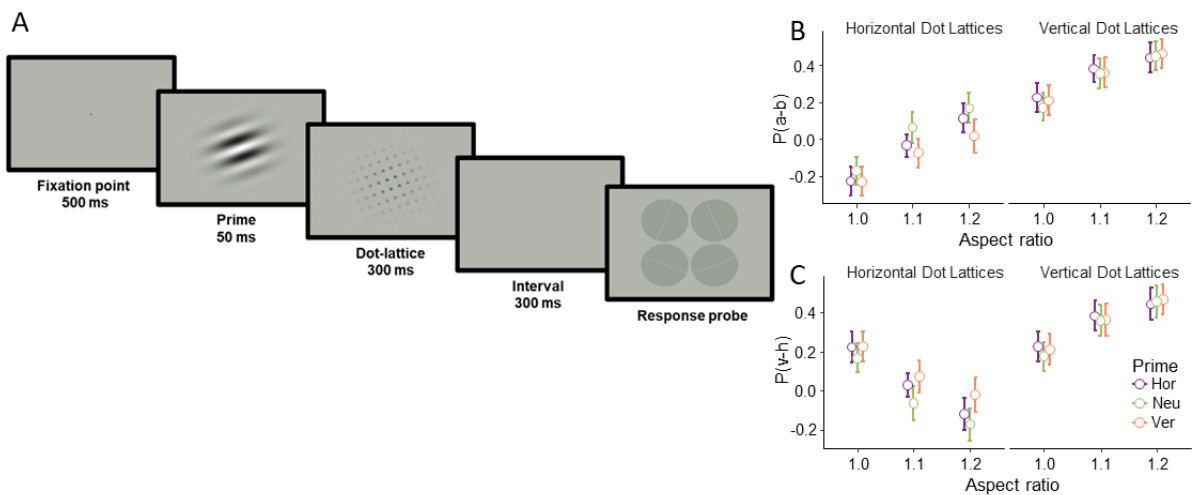 A
Fixation point
500 ms
Prime
50 ms
Dot-lattice
300 ms
Interval
300 ms
Response probe
B
Horizontal Dot Lattices
Vertical Dot Lattices
P(a-b)
0.4
0.2
0.0
-0.2
1.0 1.1 1.2
1.0 1.1 1.2
Aspect ratio
C
Horizontal Dot Lattices
Vertical Dot Lattices
P(v-h)
0.4
0.2
0.0
-0.2
Prime
Hor
Neu
Ver
1.0 1.1 1.2
1.0 1.1 1.2
Aspect ratio